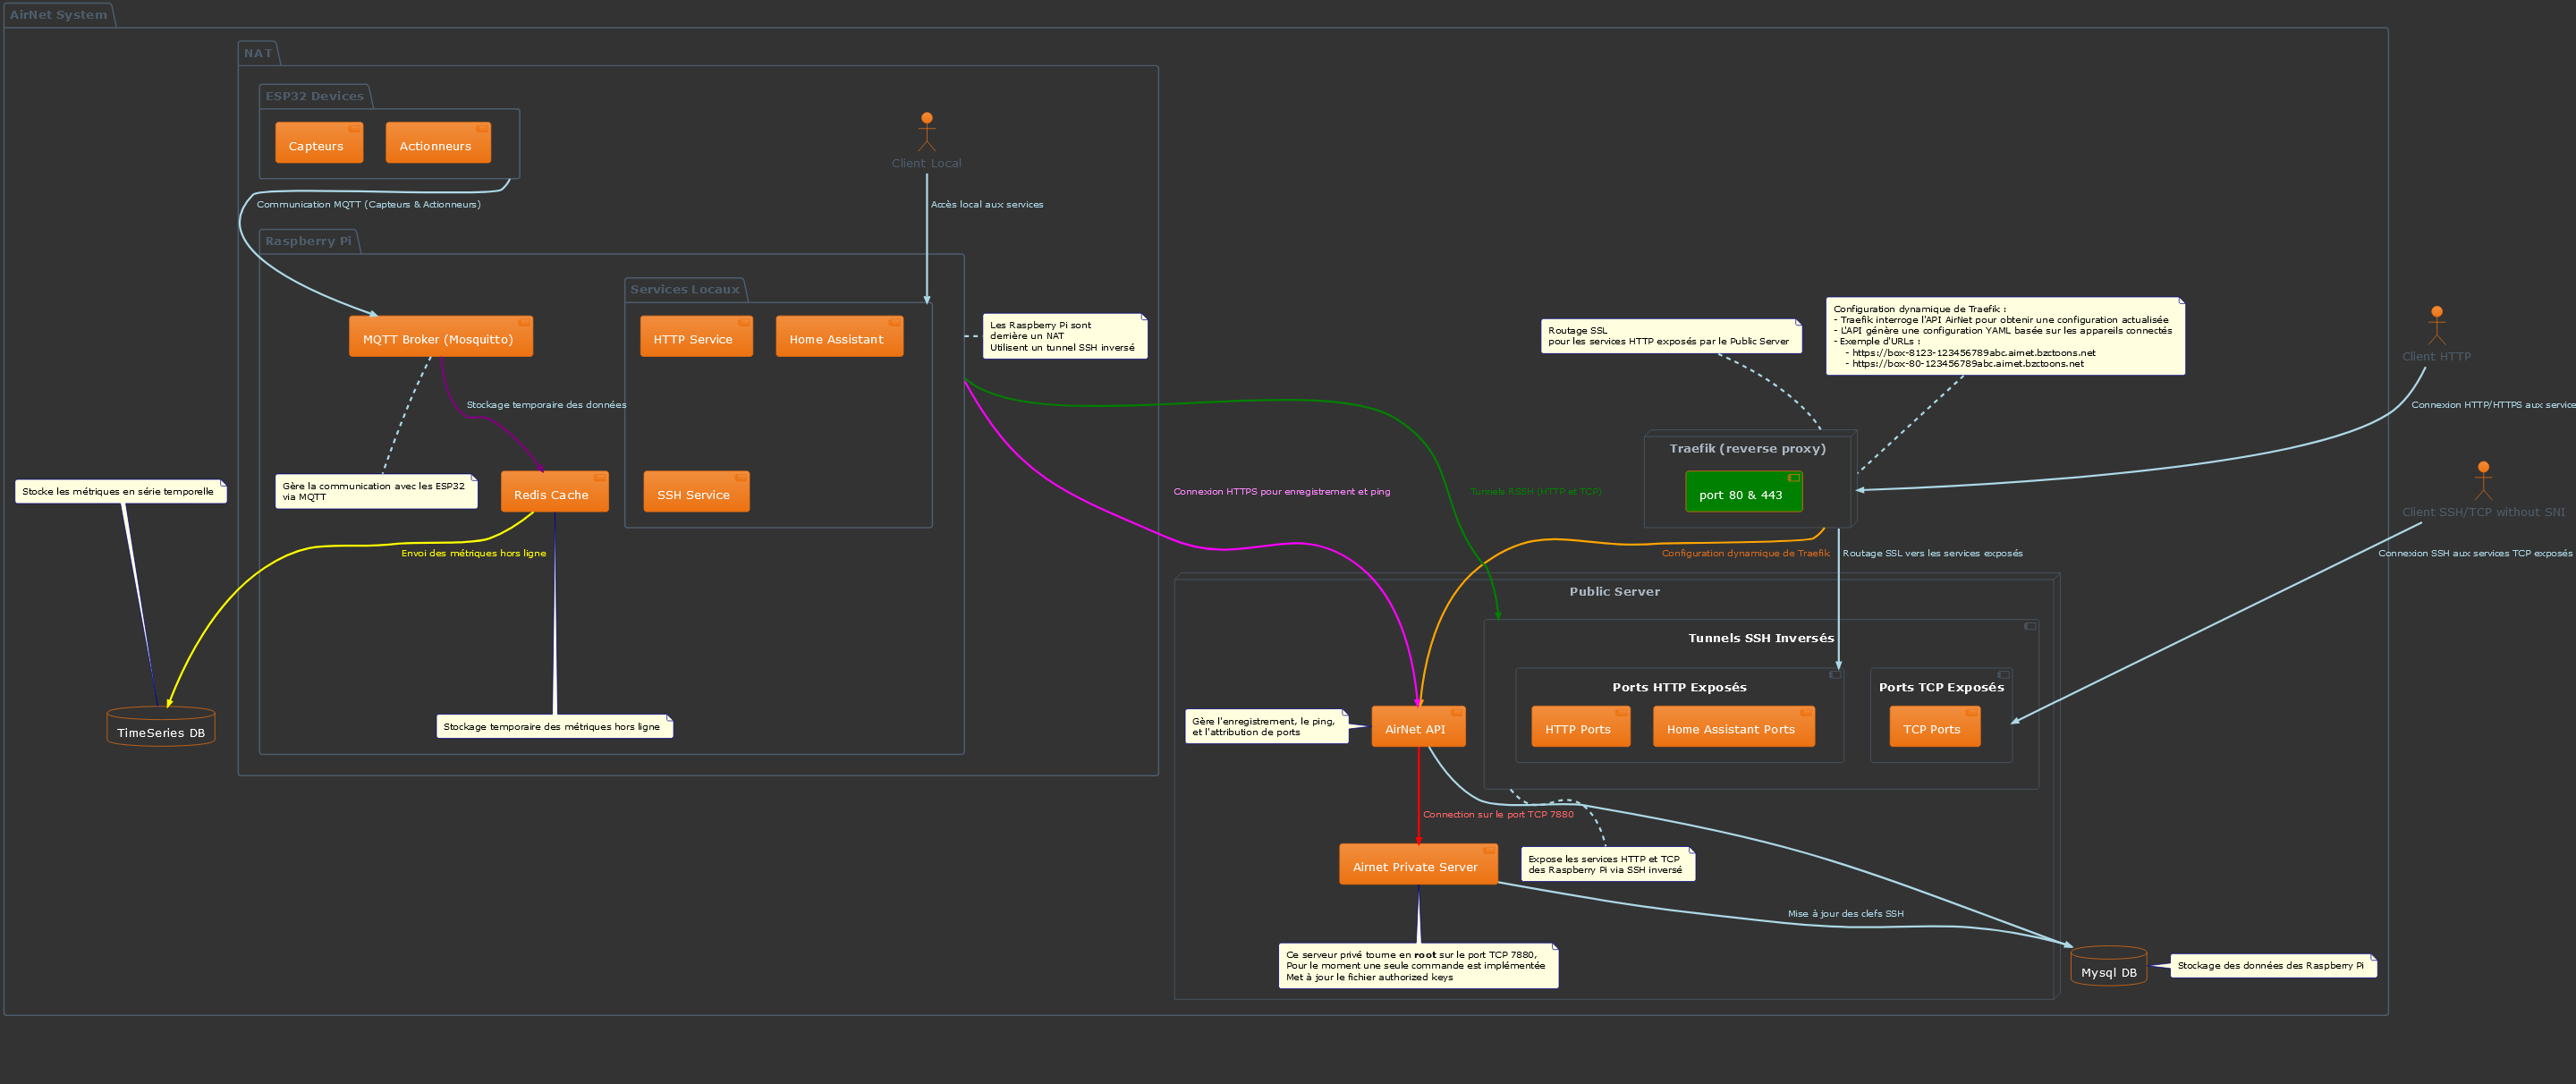 AirNet System
NAT
ESP32 Devices
Capteurs
Actionneurs
Client Local
Communication MQTT (Capteurs & Actionneurs)
Accès local aux services
Raspberry Pi
Services Locaux
MQTT Broker (Mosquitto)
HTTP Service
Home Assistant
Les Raspberry Pi sont
derrière un NAT
Utilisent un tunnel SSH inversé
Routage SSL
pour les services HTTP exposés par le Public Server
Configuration dynamique de Traefik :
- Traefik interroge l'API AirNet pour obtenir une configuration actualisée
- L'API génère une configuration YAML basée sur les appareils connectés
- Exemple d'URLs :
- https://box-8123-123456789abc.airnet.bzctoons.net
- https://box-80-123456789abc.airnet.bzctoons.net
Client HTTP
Stockage temporaire des données
Connexion HTTP/HTTPS aux service
Traefik (reverse proxy)
port 80 & 443
Stocke les métriques en série temporelle
Gère la communication avec les ESP32
via MQTT
Redis Cache
SSH Service
Connexion HTTPS pour enregistrement et ping
Tunnels RSSH (HTTP et TCP)
Client SSH/TCP without SNI
Envoi des métriques hors ligne
Configuration dynamique de Traefik
Routage SSL vers les services exposés
Connexion SSH aux services TCP exposés
Public Server
Tunnels SSH Inversés
Ports HTTP Exposés
Ports TCP Exposés
TimeSeries DB
Stockage temporaire des métriques hors ligne
Gère l'enregistrement, le ping,
et l'attribution de ports
AirNet API
HTTP Ports
Home Assistant Ports
TCP Ports
Connection sur le port TCP 7880
Airnet Private Server
Expose les services HTTP et TCP
des Raspberry Pi via SSH inversé
Mise à jour des clefs SSH
Ce serveur privé tourne en root sur le port TCP 7880,
Pour le moment une seule commande est implémentée
Met à jour le fichier authorized keys
Mysql DB
Stockage des données des Raspberry Pi